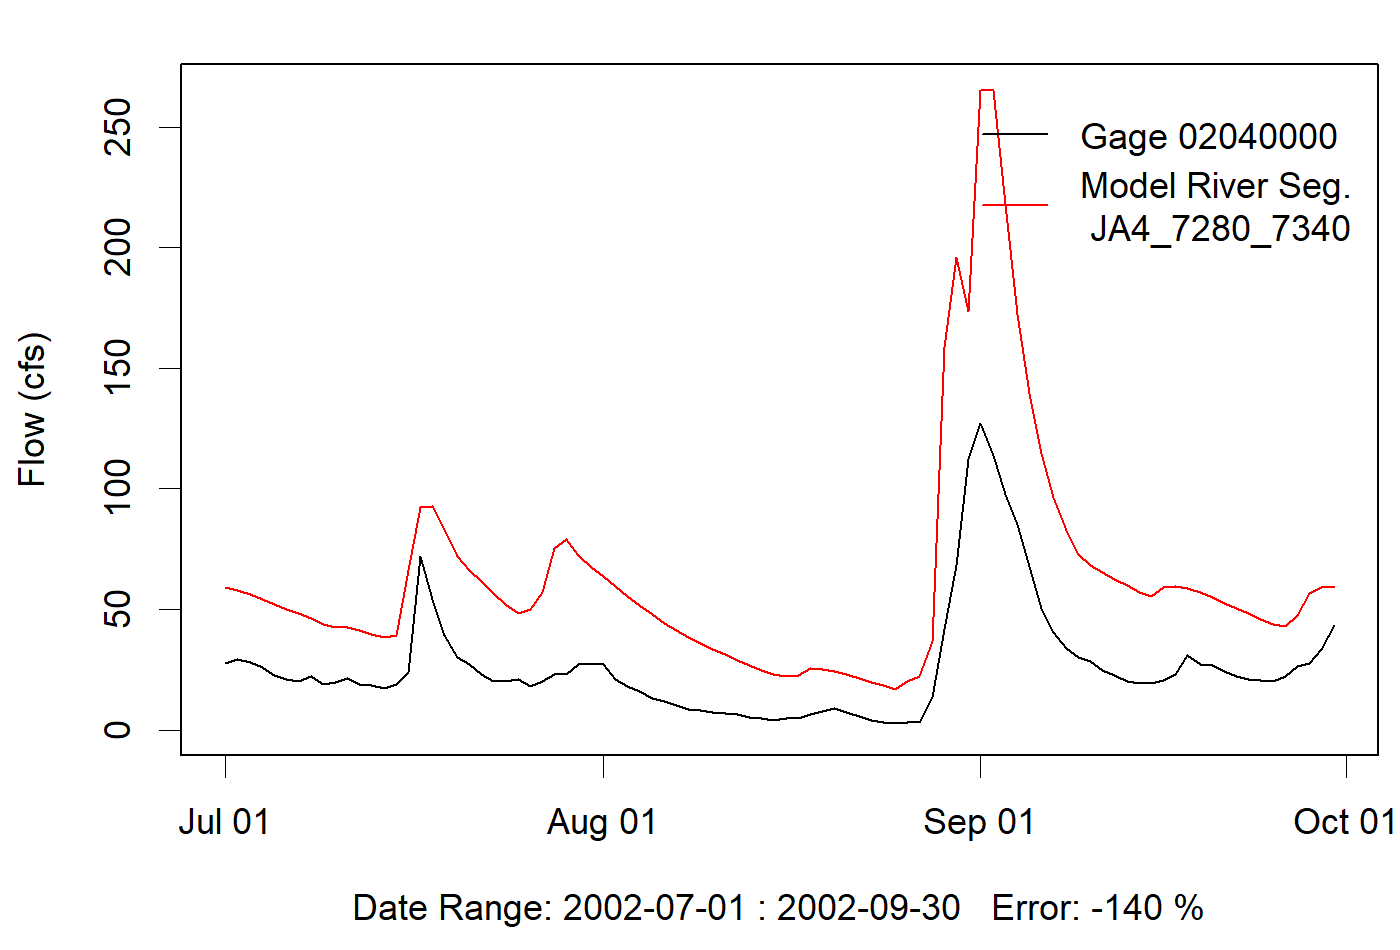 Flow (cfs)
250
200
150
100
50
0
Gage 02040000
Model River Seg.
JA4_7280_7340
Jul 01
Aug 01
Sep 01
Oct 01
Date Range: 2002-07-01 : 2002-09-30 Error: -140 %